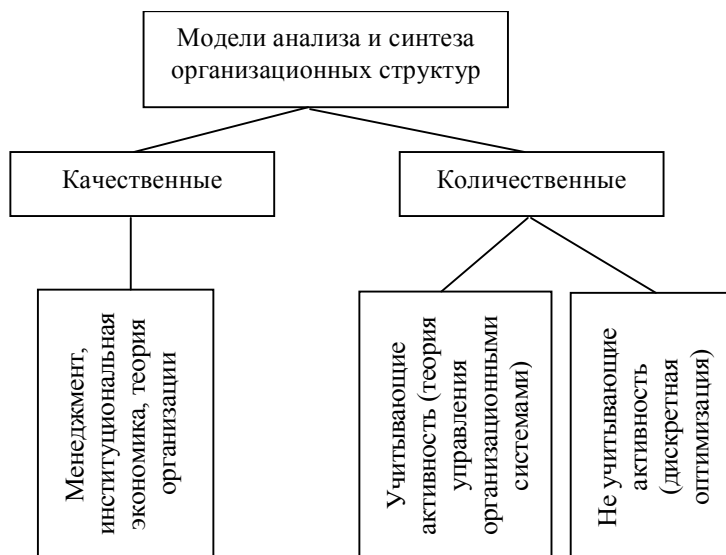 Модели анализа и синтеза
организационных структур
Качественные
Количественные
Менеджмент,
институциональная
экономика, теория
организации
Учитывающие
активность (теория
управления
организационными
системами)
Не учитывающие
активность
(дискретная
оптимизация)